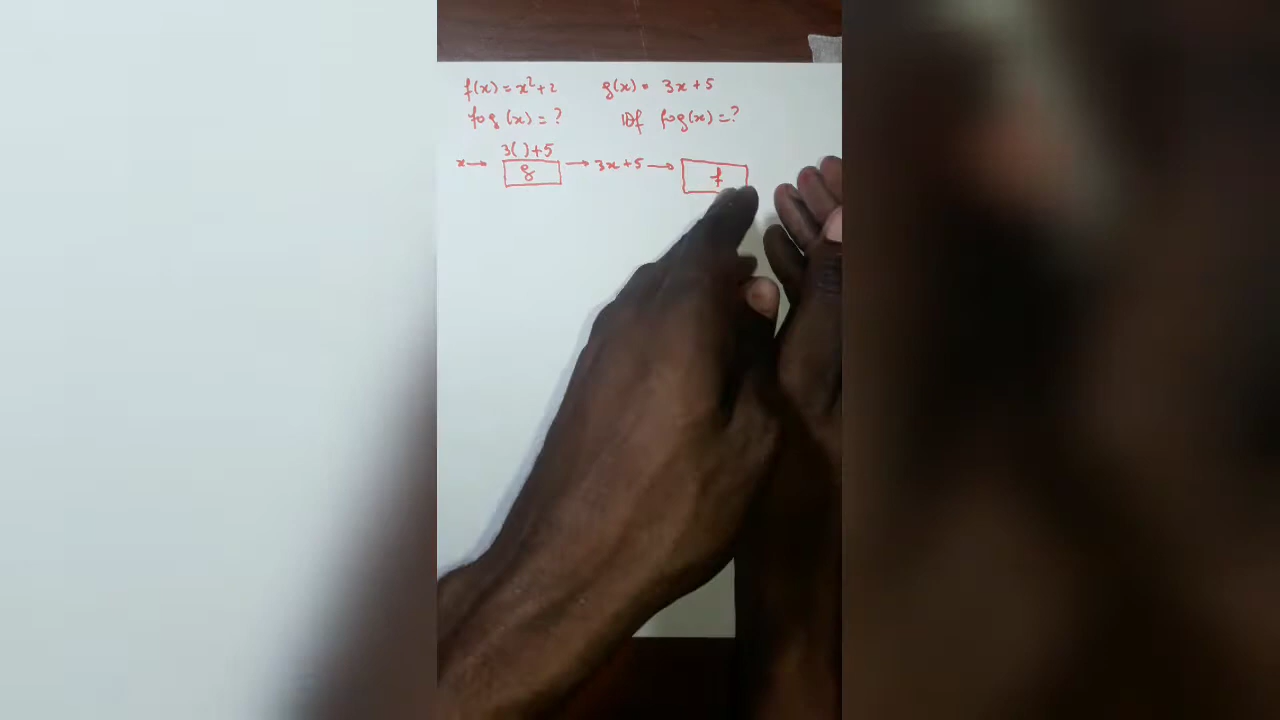 f(x) = x²+2 g(x) = 3x+5
fog(x) = ? Df fog(x) = ?
3( )+5
x → g → 3x+5 → f